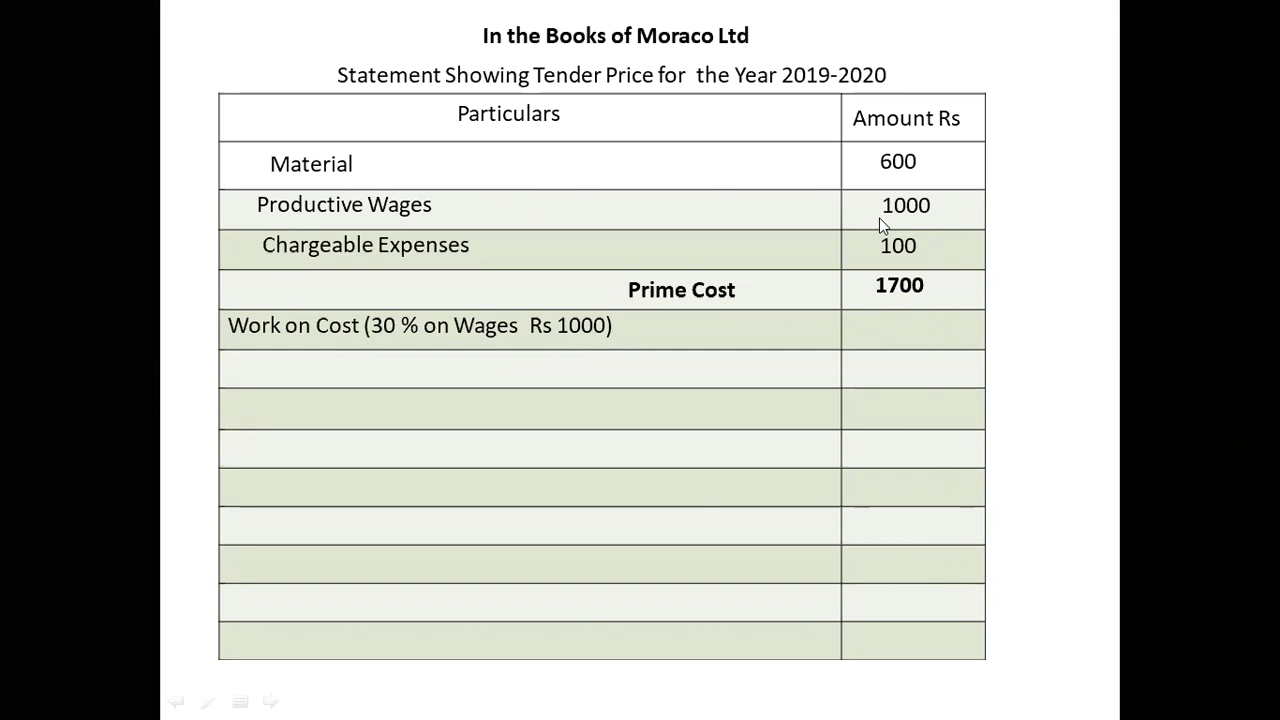 In the Books of Moraco Ltd
Statement Showing Tender Price for the Year 2019-2020
Particulars Amount Rs
Material 600
Productive Wages 1000
Chargeable Expenses 100
Prime Cost 1700
Work on Cost (30 % on Wages Rs 1000)